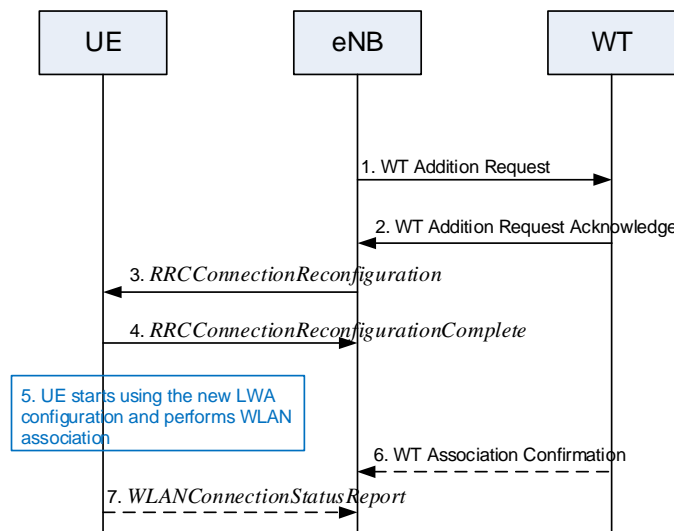 UE
eNB
WT
1. WT Addition Request
2. WT Addition Request Acknowledge
3. RRCConnectionReconfiguration
4. RRCConnectionReconfigurationComplete
5. UE starts using the new LWA
configuration and performs WLAN
association
6. WT Association Confirmation
7. WLANConnectionStatusReport